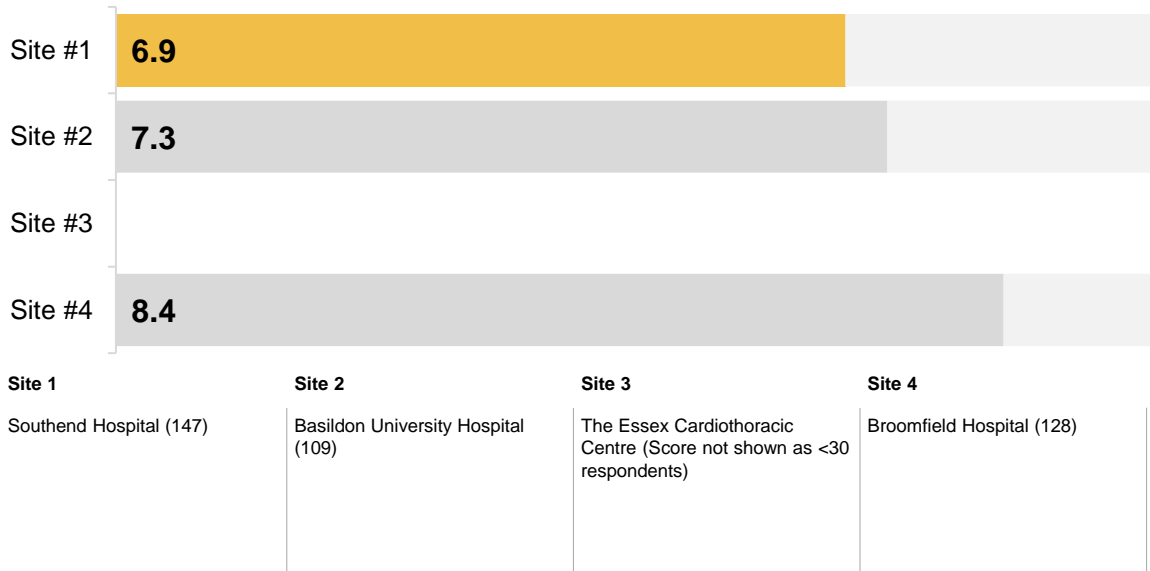 Site #1
6.9
Site #2
7.3
Site #3
Site #4
8.4
Site 1
Southend Hospital (147)
Site 2
Basildon University Hospital
(109)
Site 3
The Essex Cardiothoracic
Centre (Score not shown as <30
respondents)
Site 4
Broomfield Hospital (128)